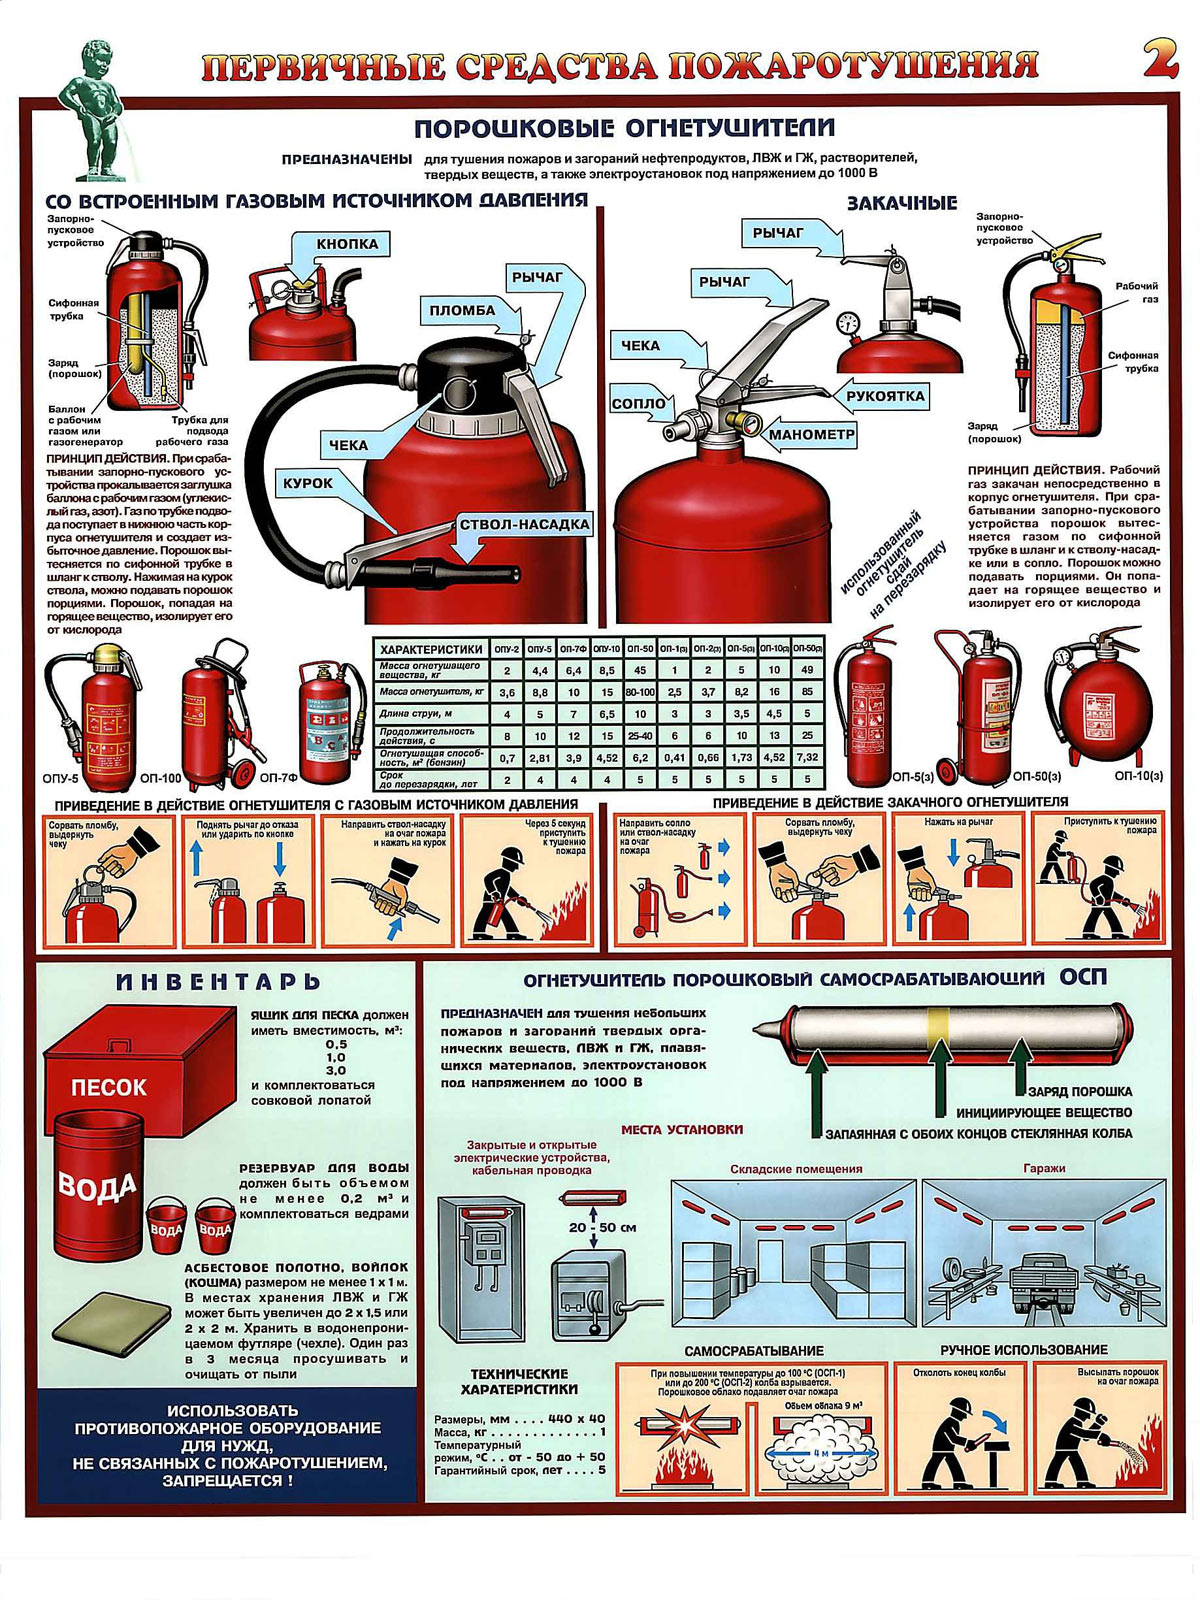 ПЕРВИЧНЫЕ СРЕДСТВА ПОЖАРОТУШЕНИЯ
2
ПОРОШКОВЫЕ ОГНЕТУШИТЕЛИ
ПРЕДНАЗНАЧЕНЫ для тушения пожаров и загораний нефтепродуктов, ЛВЖ и ГЖ, растворителей,
твердых веществ, а также электроустановок под напряжением до 1000 В
СО ВСТРОЕННЫМ ГАЗОВЫМ ИСТОЧНИКОМ ДАВЛЕНИЯ
Запорно-
пусковое
устройство
Сифонная
трубка
Заряд
(порошок)
Баллон
с рабочим
газом или
газогенератор
Трубка для
подвода
рабочего газа
КНОПКА
РЫЧАГ
ПЛОМБА
ЧЕКА
КУРОК
СТВОЛ-НАСАДКА
ПРИНЦИП ДЕЙСТВИЯ. При сраба-
тывании запорно-пускового ус-
тройства прокалывается заглушка
баллона с рабочим газом (углекис-
лый газ, азот). Газ по трубке подво-
да поступает в нижнюю часть кор-
пуса огнетушителя и создает из-
быточное давление. Порошок вы-
тесняется по сифонной трубке в
шланг к стволу. Нажимая на курок
ствола, можно подавать порошок
порциями. Порошок, попадая на
горящее вещество, изолирует его
от кислорода
ЗАКАЧНЫЕ
РЫЧАГ
РЫЧАГ
ЧЕКА
СОПЛО
РУКОЯТКА
МАНОМЕТР
Запорно-
пусковое
устройство
Рабочий
газ
Сифонная
трубка
Заряд
(порошок)
использованный
огнетушитель
сдай
на перезарядку
ПРИНЦИП ДЕЙСТВИЯ. Рабочий
газ закачан непосредственно в
корпус огнетушителя. При сра-
батывании запорно-пускового
устройства порошок вытес-
няется газом по сифонной
трубке в шланг и к стволу-насад-
ке или в сопло. Порошок можно
подавать порциями. Он попа-
дает на горящее вещество и
изолирует его от кислорода
ОПУ-5
ОП-100
ОП-7Ф
ХАРАКТЕРИСТИКИ ОПУ-2 ОПУ-5 ОП-7Ф ОПУ-10 ОП-50 ОП-1(з) ОП-2(з) ОП-5(з) ОП-10(з) ОП-50(з)
Масса огнетушащего
вещества, кг 2 4,4 6,4 8,5 45 1 2 5 10 49
Масса огнетушителя, кг 3,6 8,8 10 15 80-100 2,5 3,7 8,2 16 85
Длина струи, м 4 5 7 6,5 10 3 3 3,5 4,5 5
Продолжительность
действия, с 8 10 12 15 25-40 6 6 10 13 25
Огнетушащая способ-
ность, м² (бензин) 0,7 2,81 3,9 4,52 6,2 0,41 0,66 1,73 4,52 7,32
Срок
до перезарядки, лет 2 4 4 4 5 5 5 5 5 5
ОП-5(з)
ОП-50(з)
ОП-10(з)
ПРИВЕДЕНИЕ В ДЕЙСТВИЕ ОГНЕТУШИТЕЛЯ С ГАЗОВЫМ ИСТОЧНИКОМ ДАВЛЕНИЯ
Сорвать пломбу,
выдернуть
чеку
Поднять рычаг до отказа
или ударить по кнопке
Направить ствол-насадку
на очаг пожара
и нажать на курок
Через 5 секунд
приступить
к тушению
пожара
ПРИВЕДЕНИЕ В ДЕЙСТВИЕ ЗАКАЧНОГО ОГНЕТУШИТЕЛЯ
Направить сопло
или ствол-насадку
на очаг
пожара
Сорвать пломбу,
выдернуть чеку
Нажать на рычаг
Приступить к тушению
пожара
ИНВЕНТАРЬ
ПЕСОК
ЯЩИК ДЛЯ ПЕСКА должен
иметь вместимость, м³:
0,5
1,0
3,0
и комплектоваться
совковой лопатой
ВОДА
ВОДА
ВОДА
РЕЗЕРВУАР ДЛЯ ВОДЫ
должен быть объемом
не менее 0,2 м³ и
комплектоваться ведрами
АСБЕСТОВОЕ ПОЛОТНО, ВОЙЛОК
(КОШМА) размером не менее 1 х 1 м.
В местах хранения ЛВЖ и ГЖ
может быть увеличен до 2 х 1,5 или
2 х 2 м. Хранить в водонепрони-
цаемом футляре (чехле). Один раз
в 3 месяца просушивать и
очищать от пыли
ИСПОЛЬЗОВАТЬ
ПРОТИВОПОЖАРНОЕ ОБОРУДОВАНИЕ
ДЛЯ НУЖД,
НЕ СВЯЗАННЫХ С ПОЖАРОТУШЕНИЕМ,
ЗАПРЕЩАЕТСЯ !
ОГНЕТУШИТЕЛЬ ПОРОШКОВЫЙ САМОСРАБАТЫВАЮЩИЙ ОСП
ПРЕДНАЗНАЧЕН для тушения небольших
пожаров и загораний твердых орга-
нических веществ, ЛВЖ и ГЖ, плавя-
щихся материалов, электроустановок
под напряжением до 1000 В
ЗАРЯД ПОРОШКА
ИНИЦИИРУЮЩЕЕ ВЕЩЕСТВО
ЗАПАЯННАЯ С ОБОИХ КОНЦОВ СТЕКЛЯННАЯ КОЛБА
МЕСТА УСТАНОВКИ
Закрытые и открытые
электрические устройства,
кабельная проводка
20 - 50 см
Складские помещения
Гаражи
ТЕХНИЧЕСКИЕ
ХАРАТЕРИСТИКИ
Размеры, мм . . . . 440 х 40
Масса, кг . . . . . . . . . . . . . 1
Температурный
режим, °С . . от - 50 до + 50
Гарантийный срок, лет . . . . 5
САМОСРАБАТЫВАНИЕ
При повышении температуры до 100 °С (ОСП-1)
или до 200 °С (ОСП-2) колба взрывается.
Порошковое облако подавляет очаг пожара
Объем облака 9 м³
4 м
РУЧНОЕ ИСПОЛЬЗОВАНИЕ
Отколоть конец колбы
Высыпать порошок
на очаг пожара